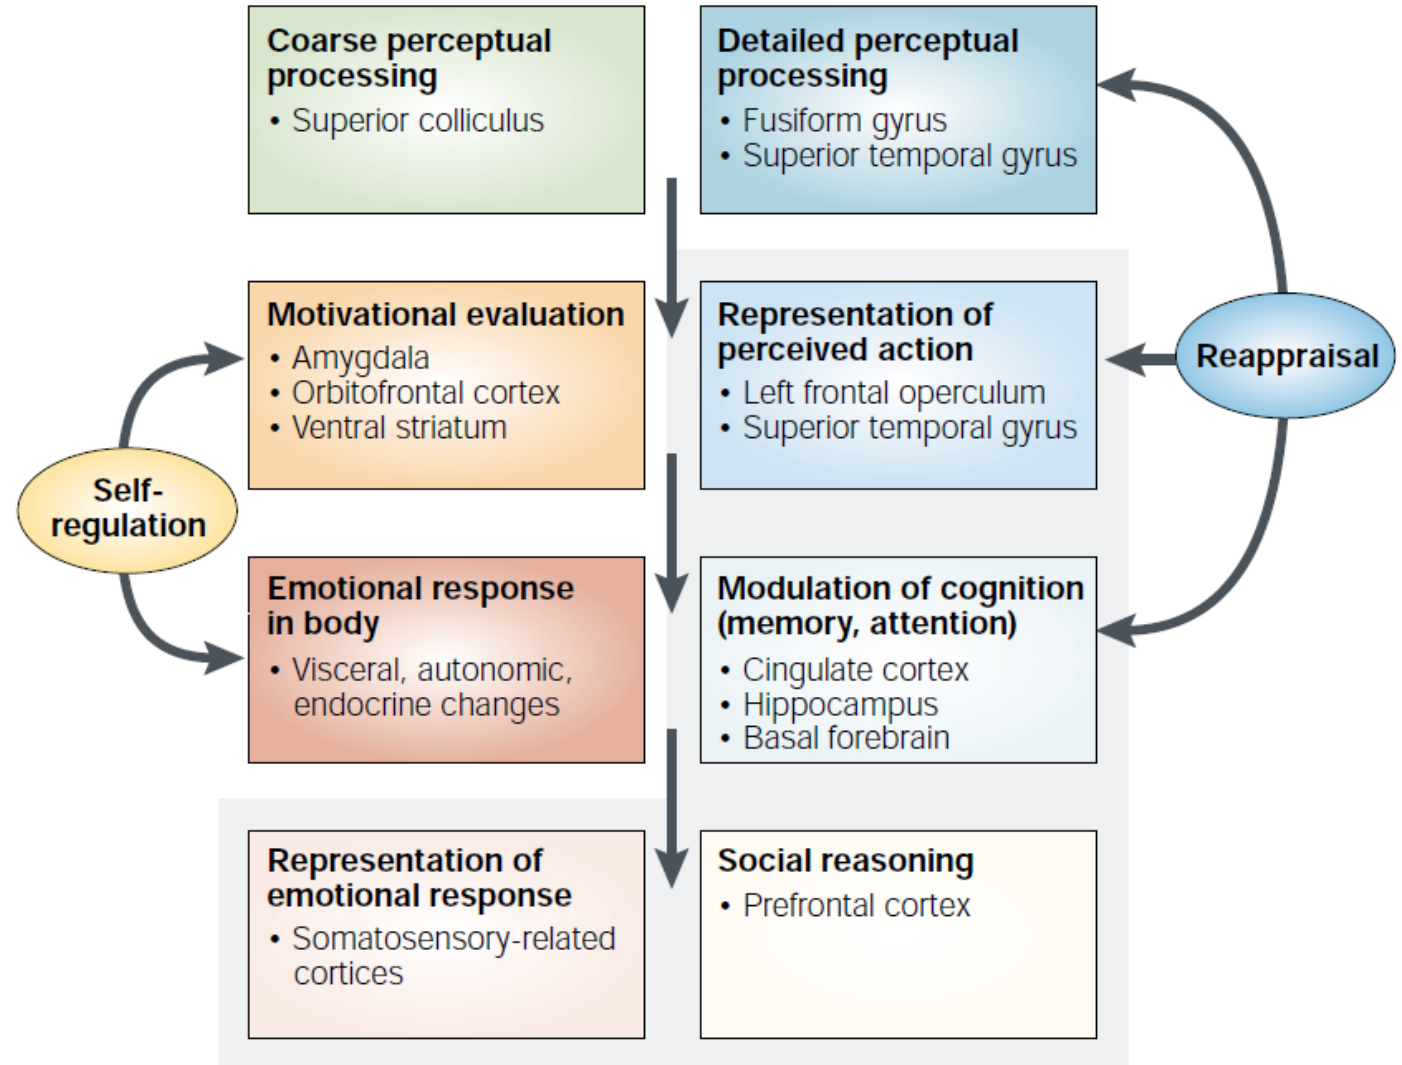 Coarse perceptual
processing
• Superior colliculus
Detailed perceptual
processing
• Fusiform gyrus
• Superior temporal gyrus
Motivational evaluation
• Amygdala
• Orbitofrontal cortex
• Ventral striatum
Representation of
perceived action
• Left frontal operculum
• Superior temporal gyrus
Reappraisal
Self-
regulation
Emotional response
in body
• Visceral, autonomic,
endocrine changes
Modulation of cognition
(memory, attention)
• Cingulate cortex
• Hippocampus
• Basal forebrain
Representation of
emotional response
• Somatosensory-related
cortices
Social reasoning
• Prefrontal cortex